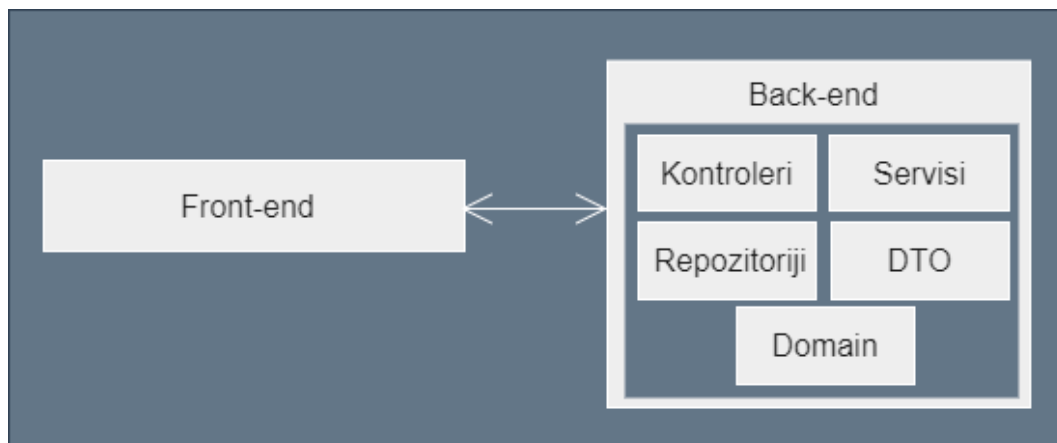 Back-end
Kontroleri
Servisi
Front-end
Repozitoriji
DTO
Domain